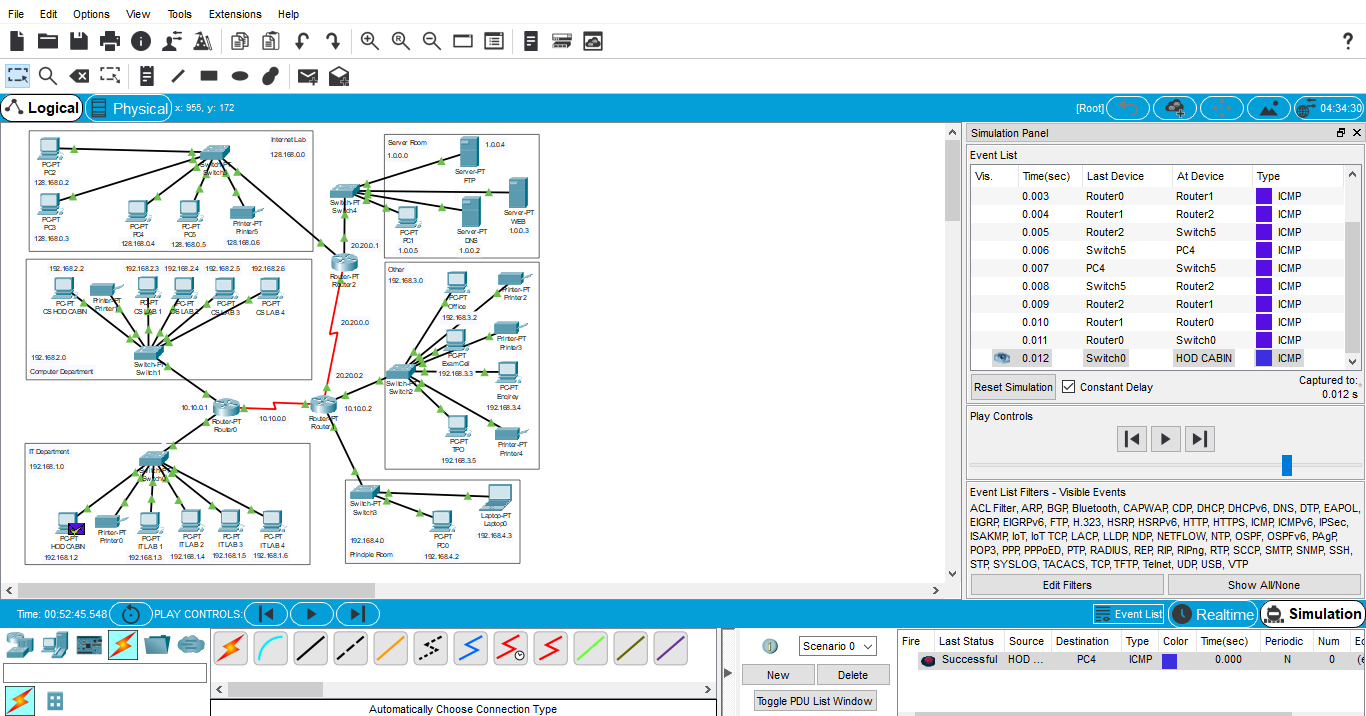 File Edit Options View Tools Extensions Help
?
Logical Physical x: 955, y: 172 [Root] 04:34:30
Internet Lab
128.168.0.0
PC-PT
PC2
128.168.0.2
PC-PT
PC3
128.168.0.3
PC-PT
PC4
128.168.0.4
PC-PT
PC5
128.168.0.5
Printer-PT
Printer5
128.168.0.6
Server Room
1.0.0.0
1.0.0.4
Server-PT
FTP
Switch-PT
Switch4
Server-PT
WEB
1.0.0.3
PC-PT
PC1
1.0.0.5
Server-PT
DNS
1.0.0.2
20.20.0.1
Router-PT
Router2
20.20.0.0
20.20.0.2
192.168.2.2 192.168.2.3 192.168.2.4 192.168.2.5 192.168.2.6
PC-PT
CS HOD CABIN
Printer-PT
PC-PT
CS LAB 1
PC-PT
PC-PT
CS LAB 3
PC-PT
CS LAB 4
192.168.2.0
Switch-PT
Switch1
Computer Department
Other
192.168.3.0
PC-PT
Office
192.168.3.2
Printer-PT
Printer2
Printer-PT
Printer3
PC-PT
ExamCell
192.168.3.3
PC-PT
Enqirey
192.168.3.4
Switch-PT
Switch2
PC-PT
TPO
192.168.3.5
Printer-PT
Printer4
10.10.0.1
Router-PT
Router0
10.10.0.0
10.10.0.2
Router-PT
IT Department
192.168.1.0
PC-PT
HOD CABIN
192.168.1.2
Printer-PT
Printer0
PC-PT
IT LAB 1
192.168.1.3
PC-PT
IT LAB 2
192.168.1.4
PC-PT
IT LAB 3
192.168.1.5
PC-PT
IT LAB 4
192.168.1.6
Switch-PT
Switch3
Laptop-PT
Laptop0
192.168.4.3
PC-PT
PC0
192.168.4.2
192.168.4.0
Principle Room
Simulation Panel
Event List
Vis. Time(sec) Last Device At Device Type
0.003 Router0 Router1 ICMP
0.004 Router1 Router2 ICMP
0.005 Router2 Switch5 ICMP
0.006 Switch5 PC4 ICMP
0.007 PC4 Switch5 ICMP
0.008 Switch5 Router2 ICMP
0.009 Router2 Router1 ICMP
0.010 Router1 Router0 ICMP
0.011 Router0 Switch0 ICMP
0.012 Switch0 HOD CABIN ICMP
Reset Simulation Constant Delay Captured to:
0.012 s
Play Controls
Event List Filters - Visible Events
ACL Filter, ARP, BGP, Bluetooth, CAPWAP, CDP, DHCP, DHCPv6, DNS, DTP, EAPOL,
EIGRP, EIGRPv6, FTP, H.323, HSRP, HSRPv6, HTTP, HTTPS, ICMP, ICMPv6, IPSec,
ISAKMP, IoT, IoT TCP, LACP, LLDP, NDP, NETFLOW, NTP, OSPF, OSPFv6, PAgP,
POP3, PPP, PPPoED, PTP, RADIUS, REP, RIP, RIPng, RTP, SCCP, SMTP, SNMP, SSH,
STP, SYSLOG, TACACS, TCP, TFTP, Telnet, UDP, USB, VTP
Edit Filters Show All/None
Time: 00:52:45.548 PLAY CONTROLS: Event List Realtime Simulation
Automatically Choose Connection Type
Scenario 0
New Delete
Toggle PDU List Window
Fire Last Status Source Destination Type Color Time(sec) Periodic Num
Successful HOD ... PC4 ICMP 0.000 N 0